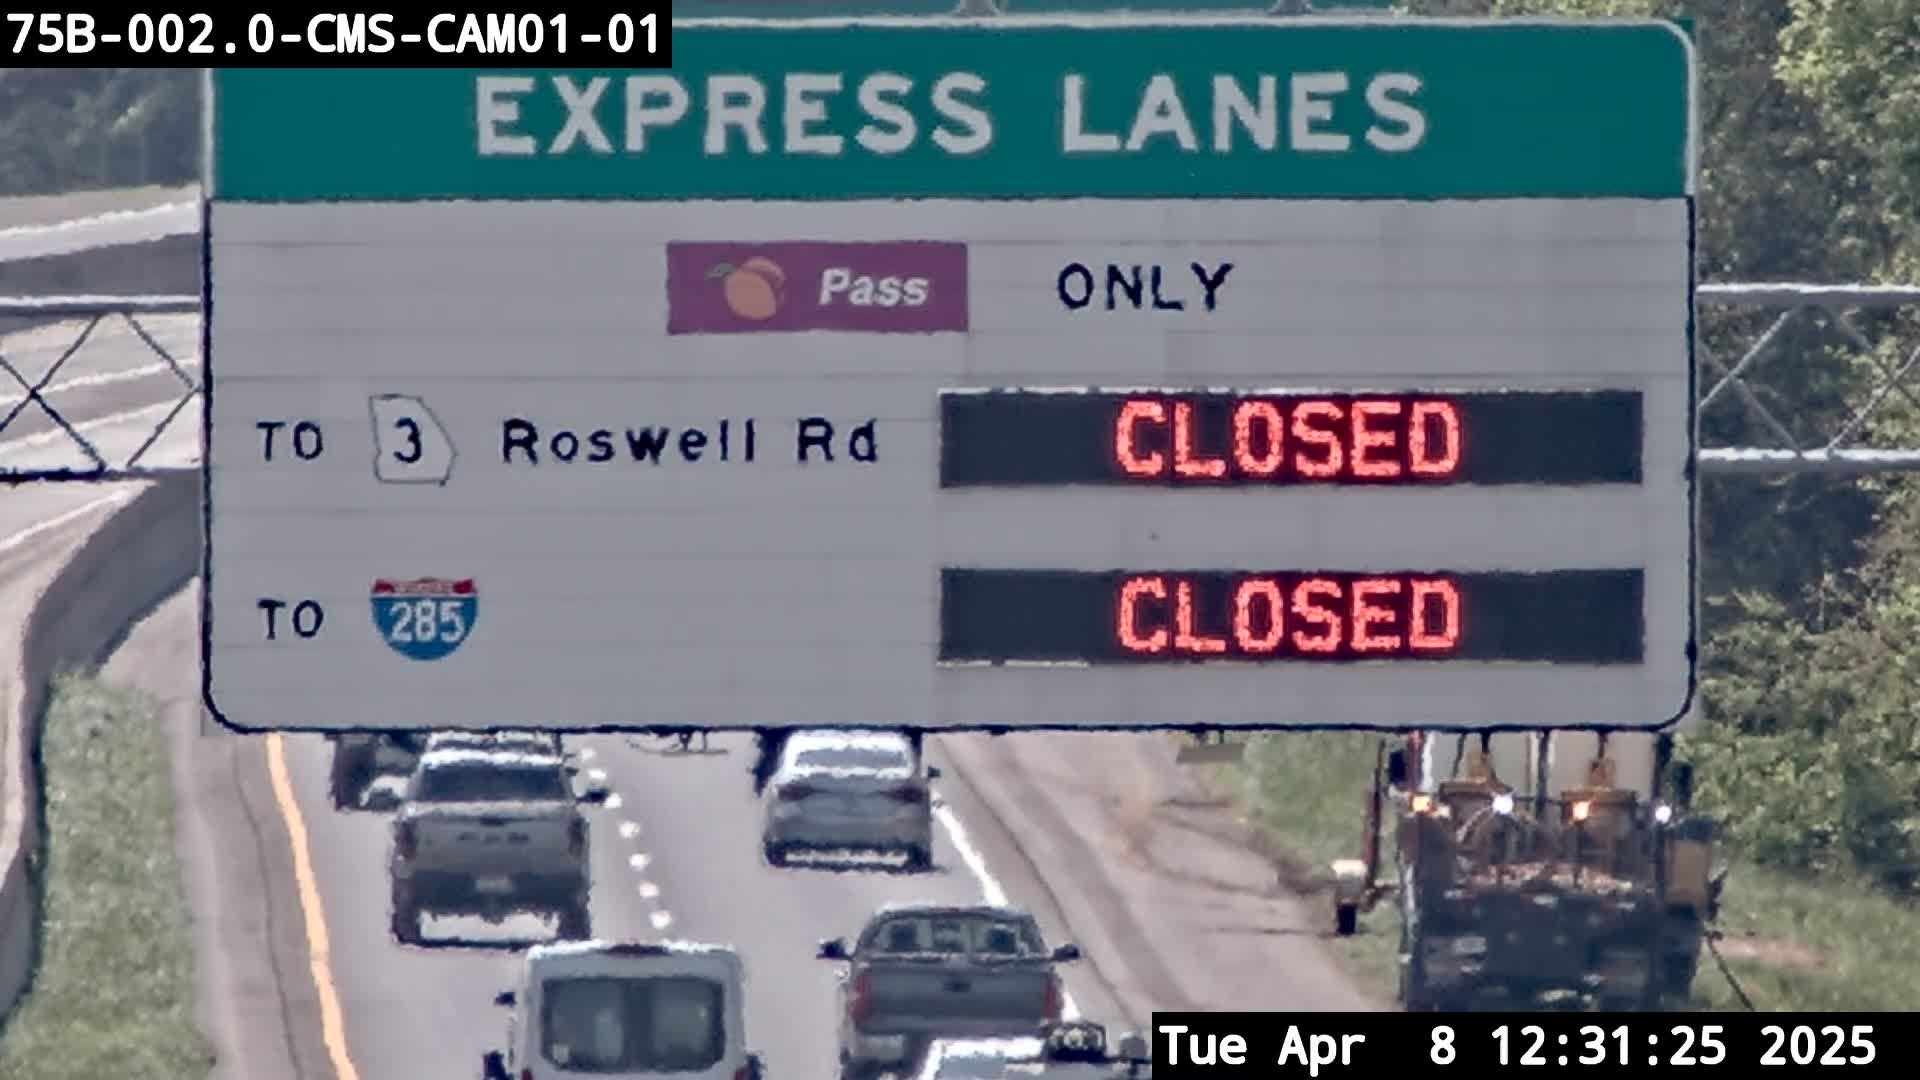 75B-002.0-CMS-CAM01-01
EXPRESS LANES
Pass ONLY
TO 3 Roswell Rd CLOSED
TO 285 CLOSED
Tue Apr 8 12:31:25 2025